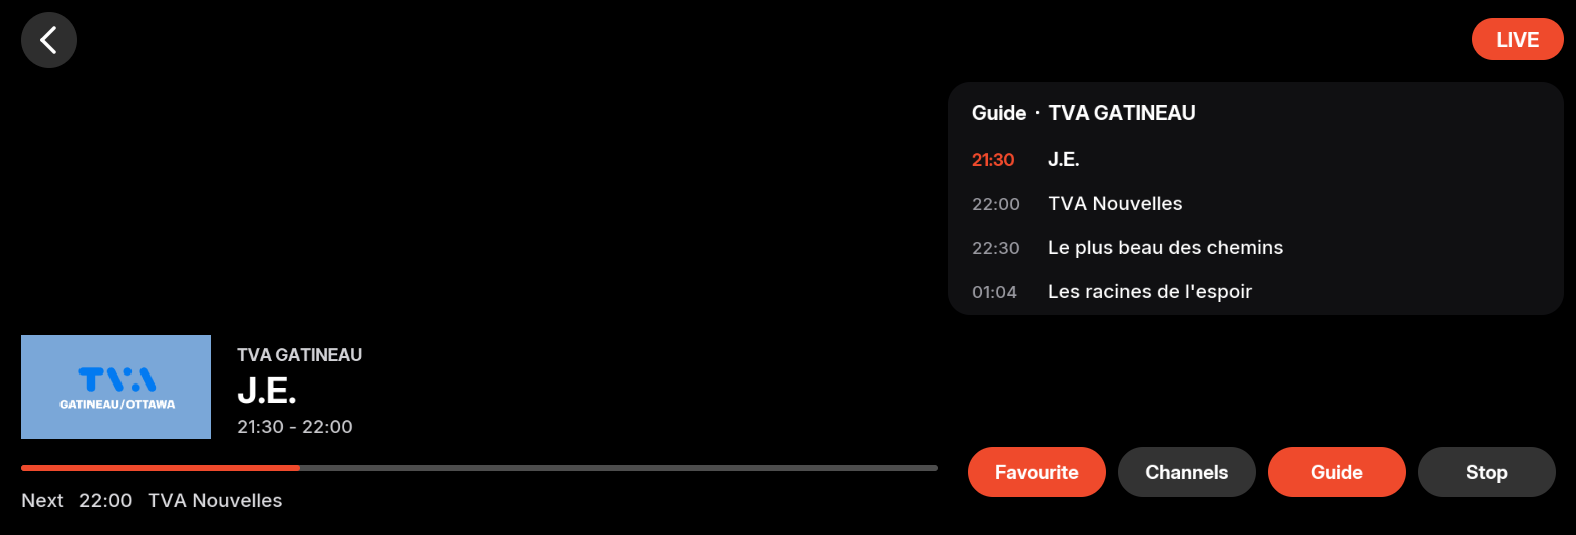 LIVE
Guide · TVA GATINEAU
21:30 J.E.
22:00 TVA Nouvelles
22:30 Le plus beau des chemins
01:04 Les racines de l'espoir
TVA
GATINEAU/OTTAWA
TVA GATINEAU
J.E.
21:30 - 22:00
Next 22:00 TVA Nouvelles
Favourite Channels Guide Stop